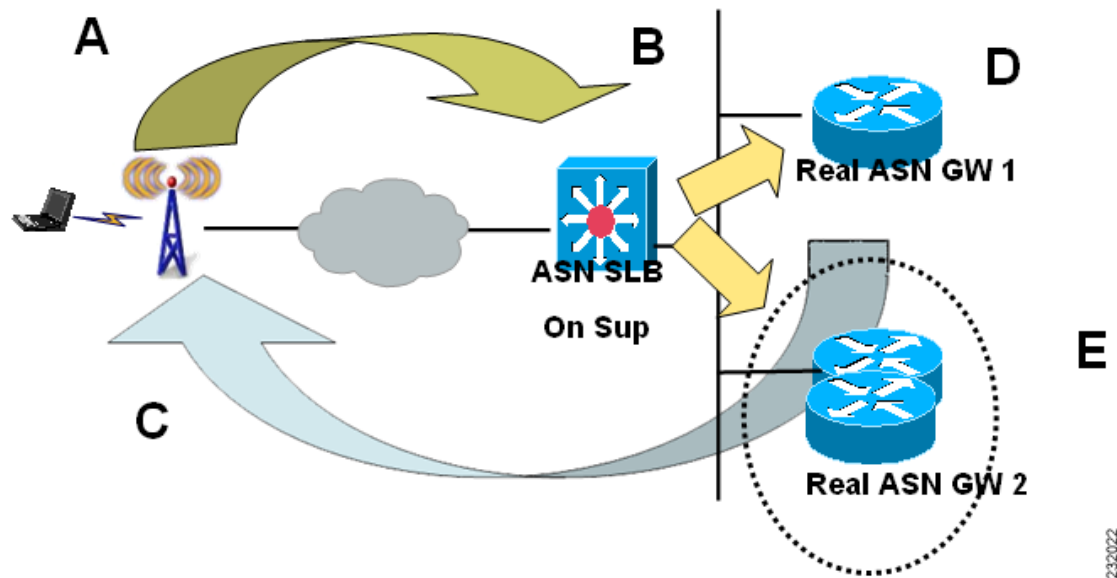 A
B
D
Real ASN GW 1
ASN SLB
On Sup
E
C
Real ASN GW 2
232022